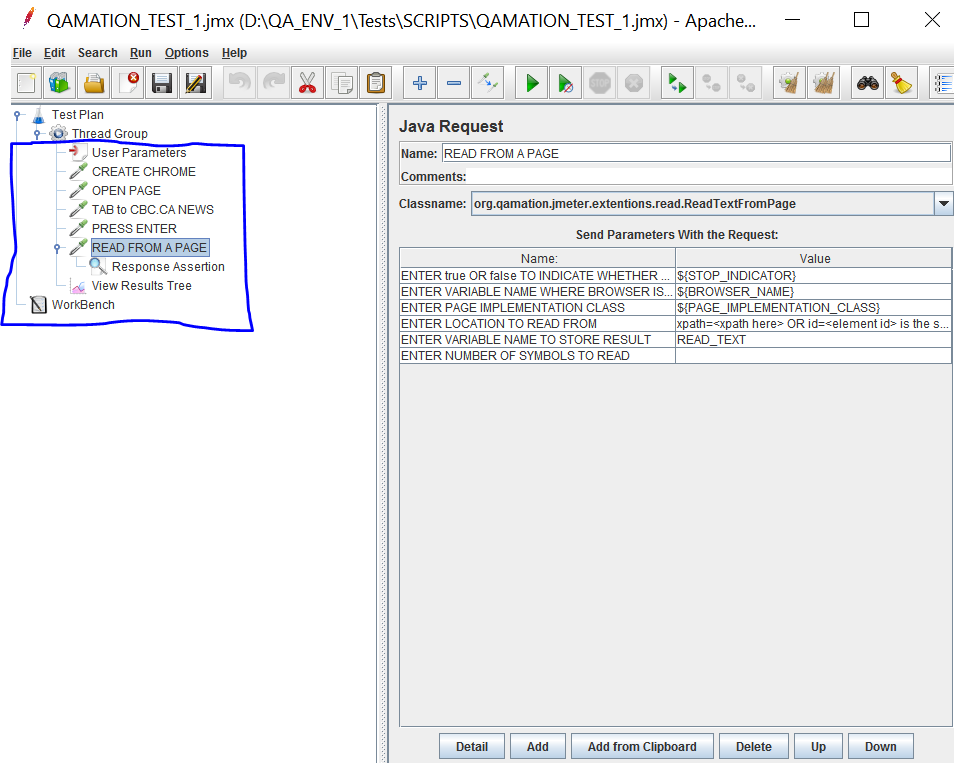 QAMATION_TEST_1.jmx (D:\QA_ENV_1\Tests\SCRIPTS\QAMATION_TEST_1.jmx) - Apache...
File Edit Search Run Options Help
Test Plan
Thread Group
User Parameters
CREATE CHROME
OPEN PAGE
TAB to CBC.CA NEWS
PRESS ENTER
READ FROM A PAGE
Response Assertion
View Results Tree
WorkBench
Java Request
Name: READ FROM A PAGE
Comments:
Classname: org.qamation.jmeter.extentions.read.ReadTextFromPage
Send Parameters With the Request:
Name: Value
ENTER true OR false TO INDICATE WHETHER ... ${STOP_INDICATOR}
ENTER VARIABLE NAME WHERE BROWSER IS... ${BROWSER_NAME}
ENTER PAGE IMPLEMENTATION CLASS ${PAGE_IMPLEMENTATION_CLASS}
ENTER LOCATION TO READ FROM xpath=<xpath here> OR id=<element id> is the s...
ENTER VARIABLE NAME TO STORE RESULT READ_TEXT
ENTER NUMBER OF SYMBOLS TO READ
Detail Add Add from Clipboard Delete Up Down